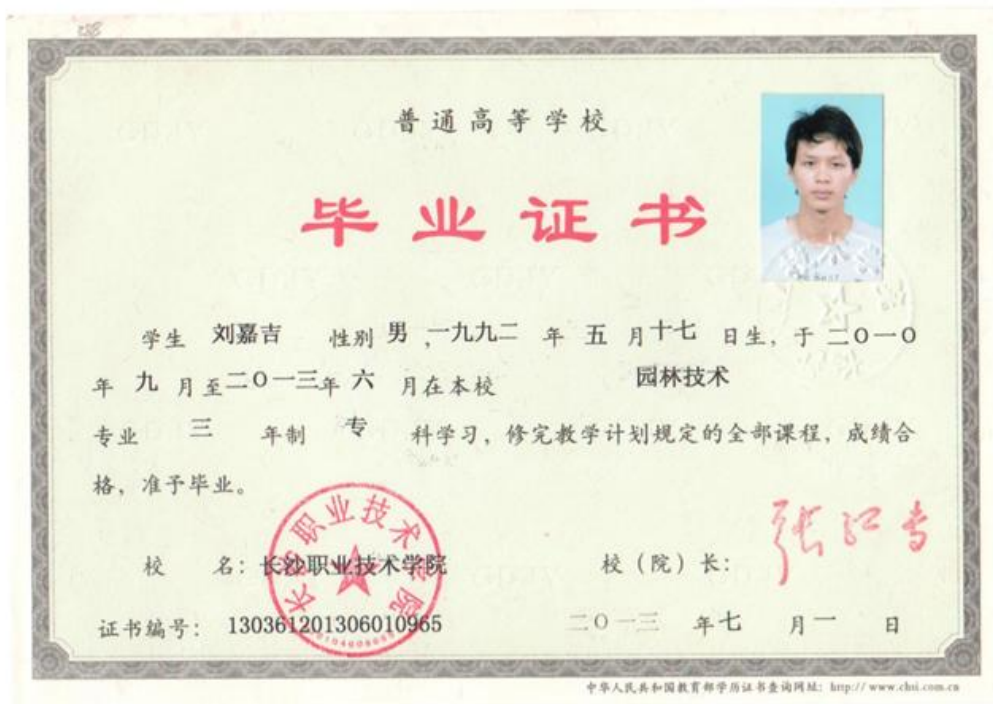 普通高等学校
毕业证书
学生 刘嘉吉 性别 男 ,一九九二 年 五 月 十七 日生，于 二〇一〇
年 九 月至 二〇一三 年 六 月在本校 园林技术
专业 三 年制 专 科学习，修完教学计划规定的全部课程，成绩合
格，准予毕业。
校 名：长沙职业技术学院
校（院）长：
证书编号：130361201306010965
二〇一三 年 七 月 一 日
长沙职业技术学院
中华人民共和国教育部学历证书查询网址：http://www.chsi.com.cn